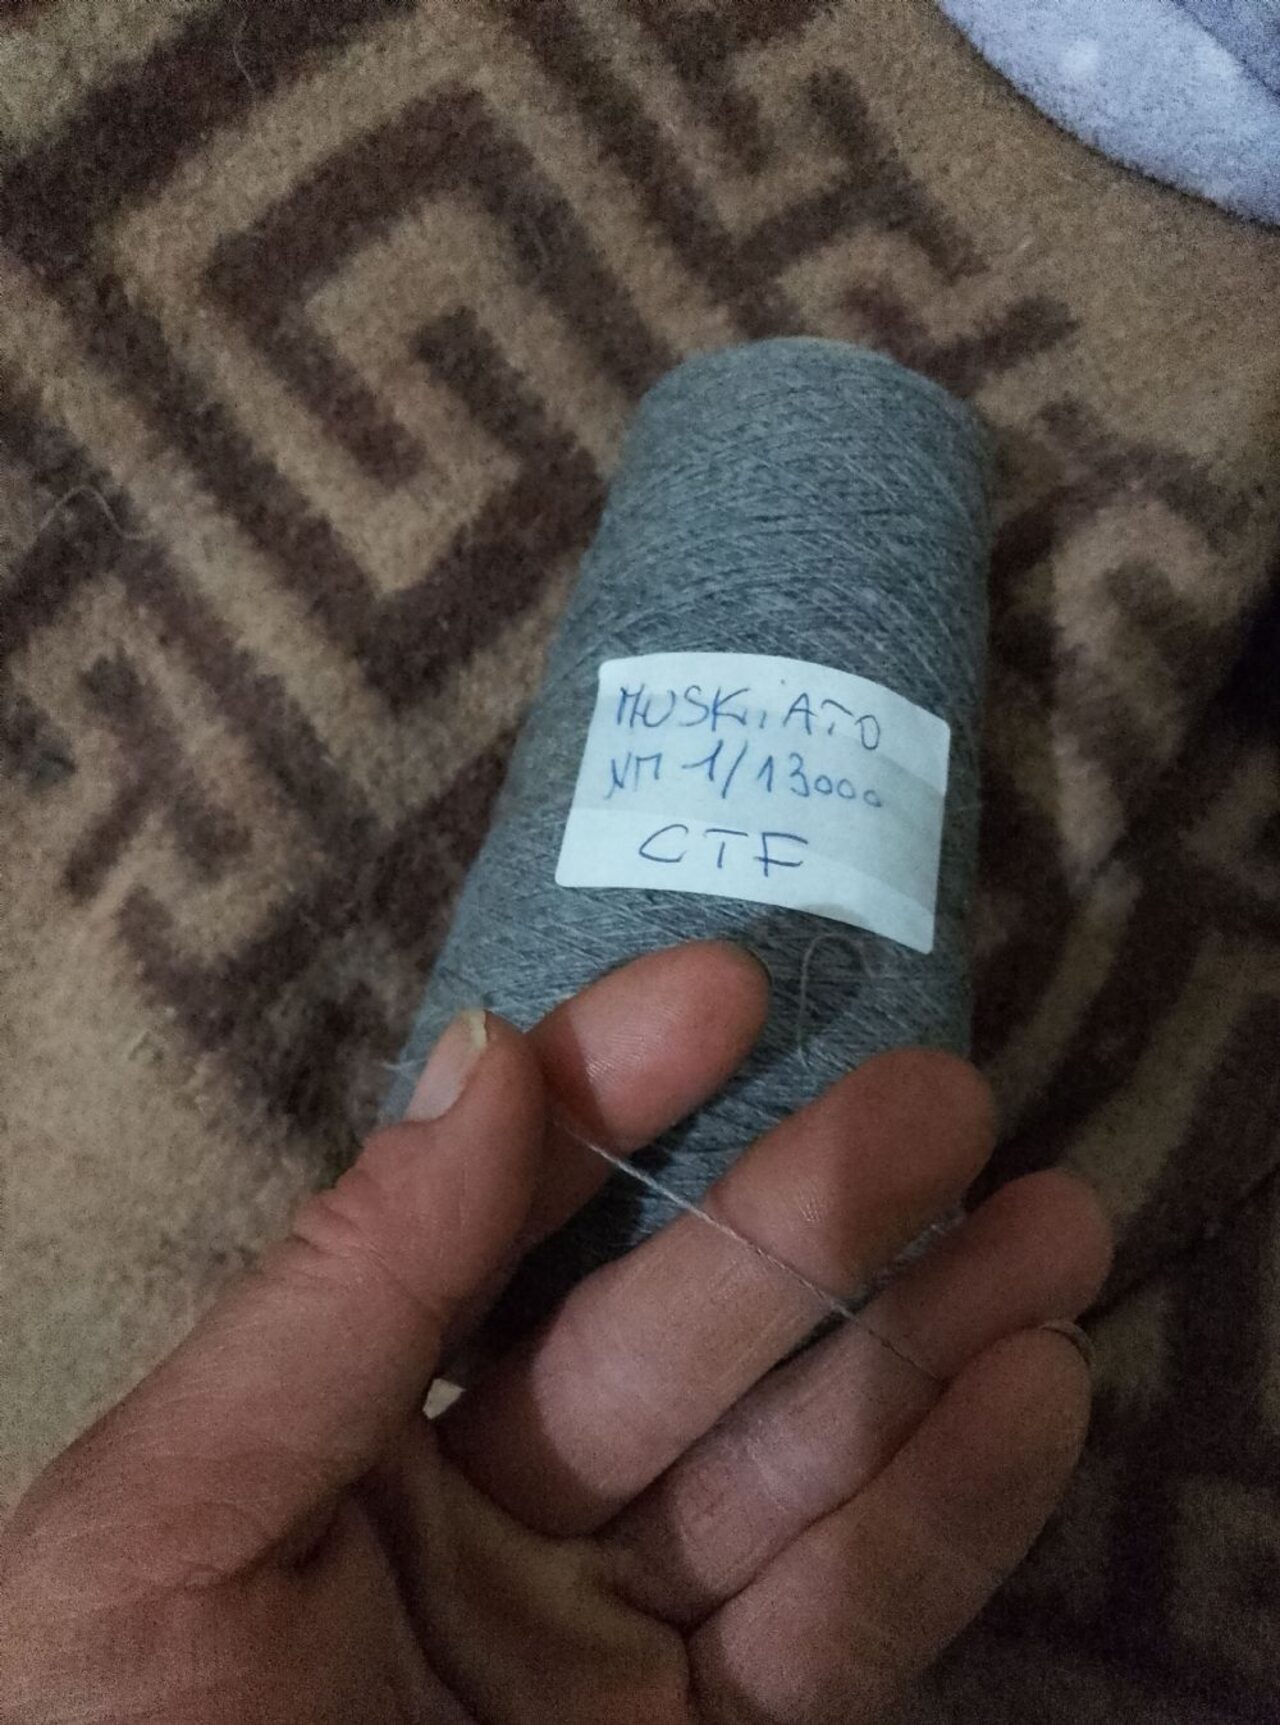 MUSKiATO
NM 1/13000
CTF